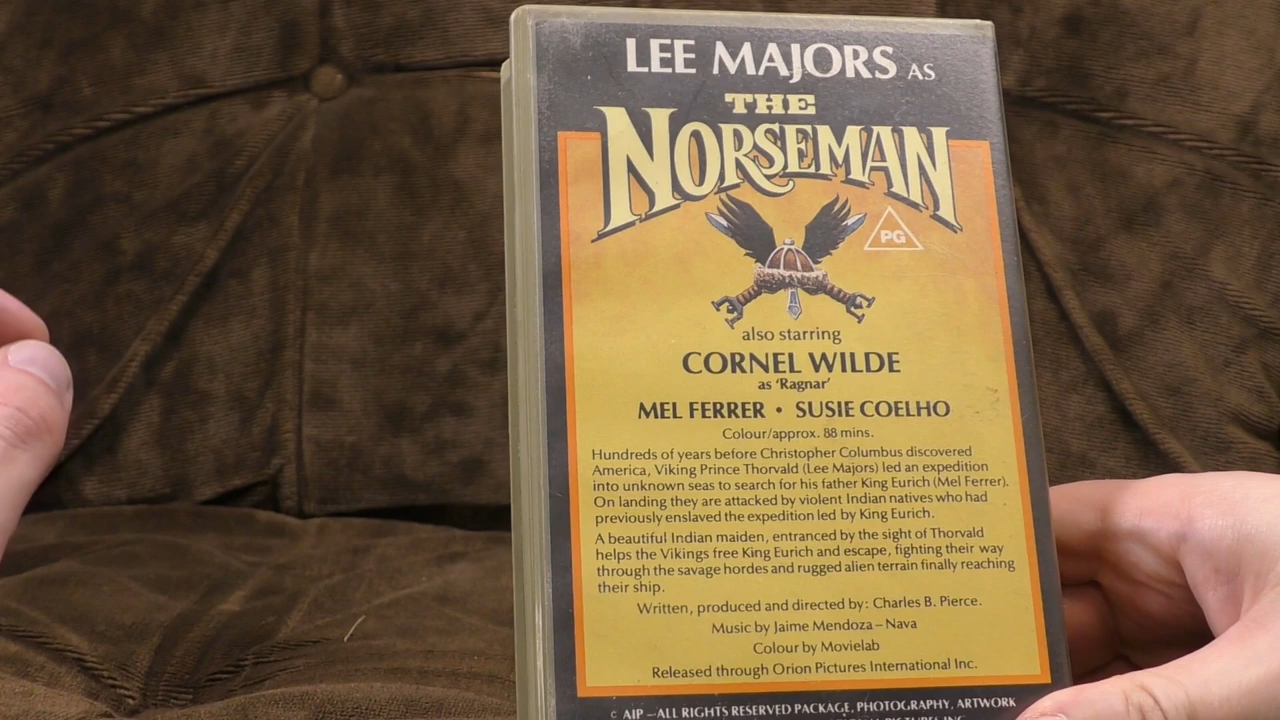 LEE MAJORS AS
THE
NORSEMAN
PG
also starring
CORNEL WILDE
as 'Ragnar'
MEL FERRER • SUSIE COELHO
Colour/approx. 88 mins.
Hundreds of years before Christopher Columbus discovered
America, Viking Prince Thorvald (Lee Majors) led an expedition
into unknown seas to search for his father King Eurich (Mel Ferrer).
On landing they are attacked by violent Indian natives who had
previously enslaved the expedition led by King Eurich.
A beautiful Indian maiden, entranced by the sight of Thorvald
helps the Vikings free King Eurich and escape, fighting their way
through the savage hordes and rugged alien terrain finally reaching
their ship.
Written, produced and directed by: Charles B. Pierce.
Music by Jaime Mendoza – Nava
Colour by Movielab
Released through Orion Pictures International Inc.
© AIP – ALL RIGHTS RESERVED PACKAGE, PHOTOGRAPHY, ARTWORK